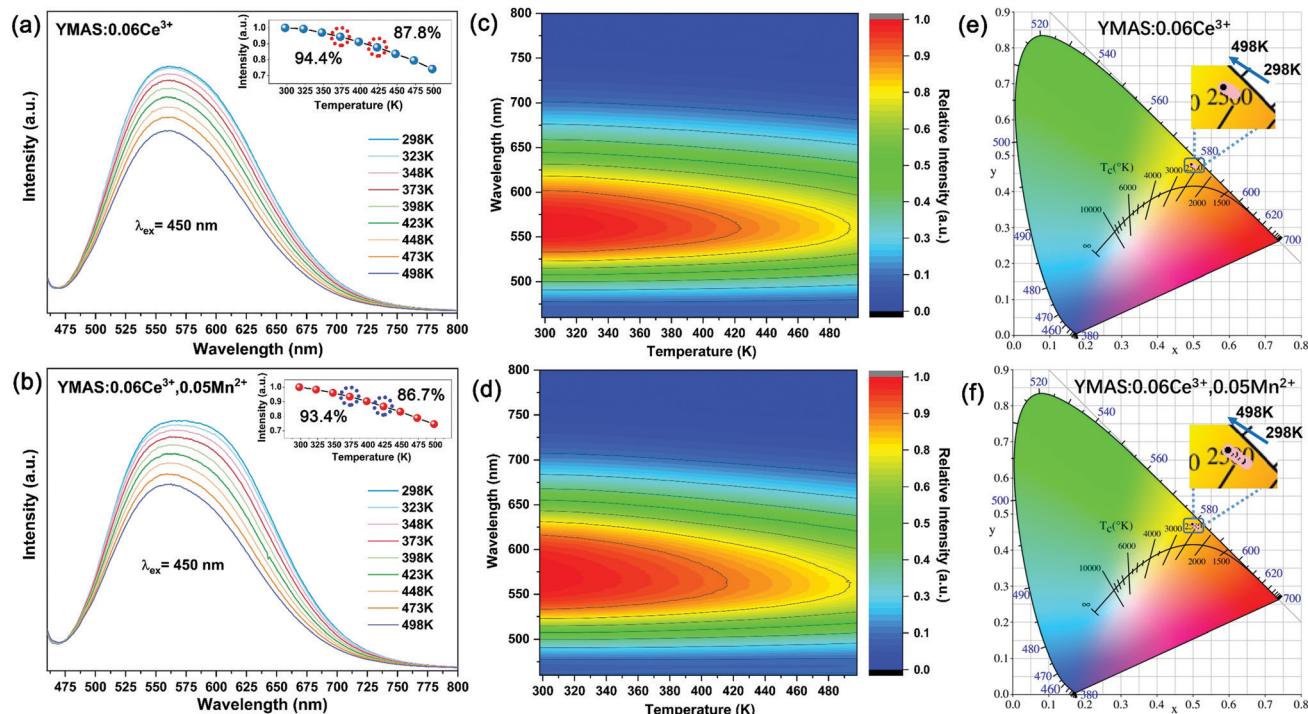 (a)
YMAS:0.06Ce³⁺
Intensity (a.u.)
1.0
0.9
0.8
0.7
94.4%
87.8%
300 325 350 375 400 425 450 475 500
Temperature (K)
Intensity (a.u.)
298K
323K
348K
373K
398K
423K
448K
473K
498K
λex= 450 nm
475 500 525 550 575 600 625 650 675 700 725 750 775 800
Wavelength (nm)
(c)
Wavelength (nm)
800
750
700
650
600
550
500
300 320 340 360 380 400 420 440 460 480
Temperature (K)
1.0
0.9
0.8
0.7
0.6
0.5
0.4
0.3
0.2
0.1
0.0
Relative Intensity (a.u.)
(e)
YMAS:0.06Ce³⁺
498K
298K
0 2500
0.9
0.8
0.7
0.6
0.5
y
0.4
0.3
0.2
0.1
0.0
520
540
560
580
600
620
700
500
490
480
470
460
380
Tc(°K)
∞
10000
6000
4000
3000
2500
2000
1500
0.0 0.1 0.2 0.3 0.4 0.5 0.6 0.7 0.8
x
(b)
YMAS:0.06Ce³⁺,0.05Mn²⁺
Intensity (a.u.)
1.0
0.9
0.8
0.7
0.6
93.4%
86.7%
300 325 350 375 400 425 450 475 500
Temperature (K)
Intensity (a.u.)
298K
323K
348K
373K
398K
423K
448K
473K
498K
λex= 450 nm
475 500 525 550 575 600 625 650 675 700 725 750 775 800
Wavelength (nm)
(d)
Wavelength (nm)
800
750
700
650
600
550
500
300 320 340 360 380 400 420 440 460 480
Temperature (K)
1.0
0.9
0.8
0.7
0.6
0.5
0.4
0.3
0.2
0.1
0.0
Relative Intensity (a.u.)
(f)
YMAS:0.06Ce³⁺,0.05Mn²⁺
498K
298K
0 2500
0.9
0.8
0.7
0.6
0.5
y
0.4
0.3
0.2
0.1
0.0
520
540
560
580
600
620
700
500
490
480
470
460
380
Tc(°K)
∞
10000
6000
4000
3000
2000
1500
0.0 0.1 0.2 0.3 0.4 0.5 0.6 0.7 0.8
x